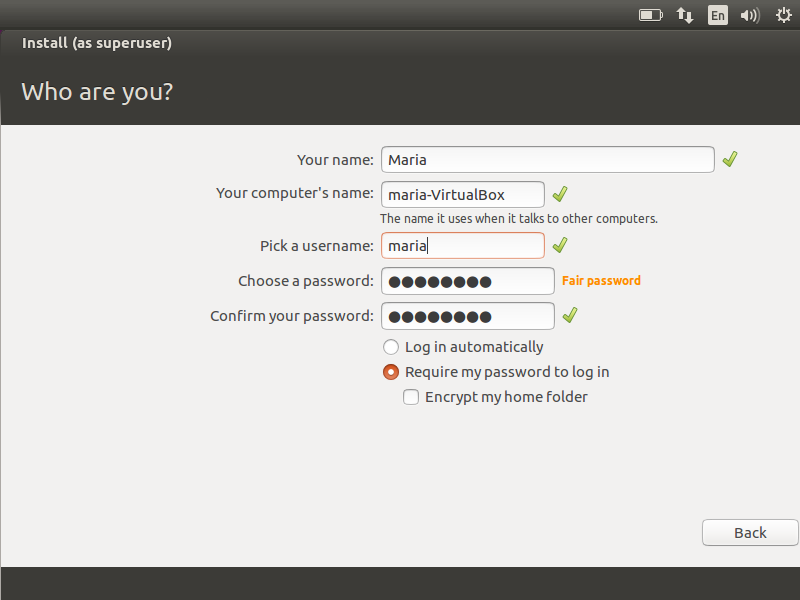 En
Install (as superuser)
Who are you?
Your name: Maria
Your computer's name: maria-VirtualBox
The name it uses when it talks to other computers.
Pick a username: maria
Choose a password: ●●●●●●●● Fair password
Confirm your password: ●●●●●●●●
Log in automatically
Require my password to log in
Encrypt my home folder
Back